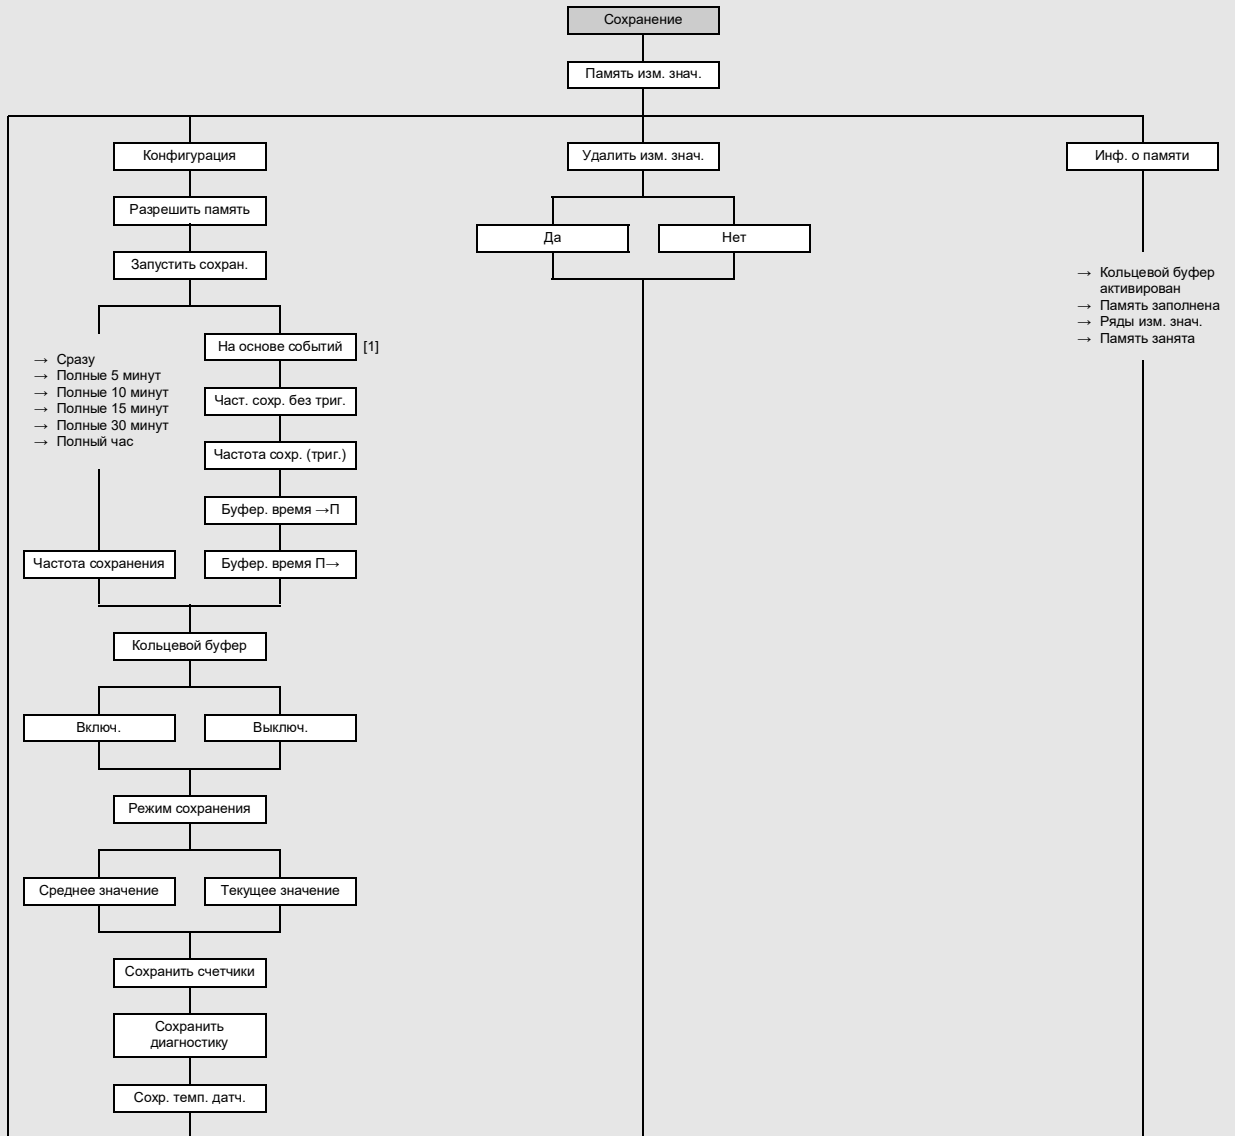 Сохранение
Память изм. знач.
Конфигурация
Удалить изм. знач.
Инф. о памяти
Разрешить память
Да
Нет
Запустить сохран.
→ Кольцевой буфер
активирован
→ Память заполнена
→ Ряды изм. знач.
→ Память занята
На основе событий [1]
→ Сразу
→ Полные 5 минут
→ Полные 10 минут
→ Полные 15 минут
→ Полные 30 минут
→ Полный час
Част. сохр. без триг.
Частота сохр. (триг.)
Буфер. время →П
Частота сохранения
Буфер. время П→
Кольцевой буфер
Включ.
Выключ.
Режим сохранения
Среднее значение
Текущее значение
Сохранить счетчики
Сохранить
диагностику
Сохр. темп. датч.